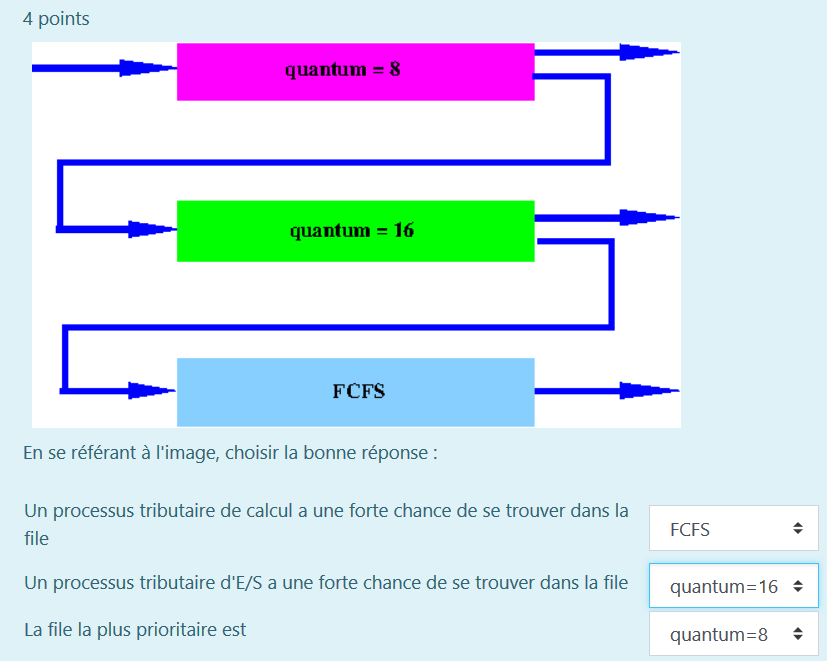 4 points
quantum = 8
quantum = 16
FCFS
En se référant à l'image, choisir la bonne réponse :
Un processus tributaire de calcul a une forte chance de se trouver dans la
file
FCFS
Un processus tributaire d'E/S a une forte chance de se trouver dans la file
quantum=16
La file la plus prioritaire est
quantum=8